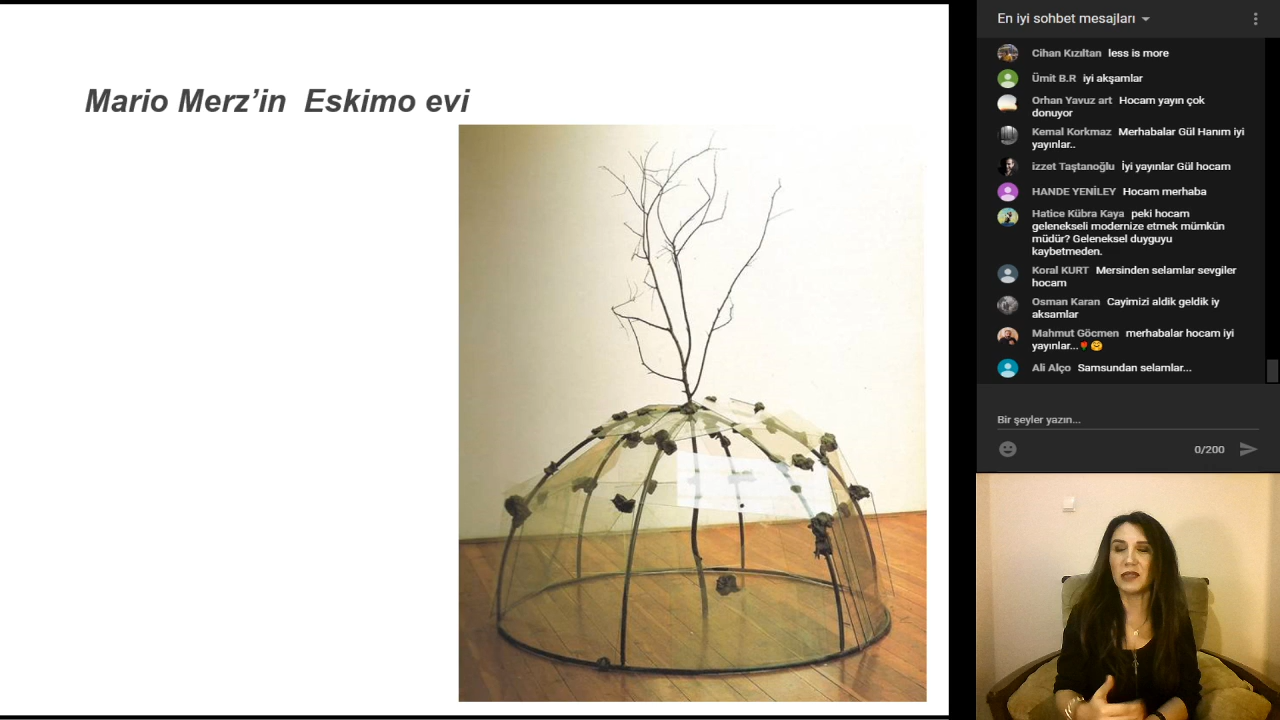 Mario Merz’in  Eskimo evi
En iyi sohbet mesajları
Cihan Kızıltan less is more
Ümit B.R iyi akşamlar
Orhan Yavuz art Hocam yayın çok
donuyor
Kemal Korkmaz Merhabalar Gül Hanım iyi
yayınlar..
izzet Taştanoğlu İyi yayınlar Gül hocam
HANDE YENİLEY Hocam merhaba
Hatice Kübra Kaya peki hocam
gelenekseli modernize etmek mümkün
müdür? Geleneksel duyguyu
kaybetmeden.
Koral KURT Mersinden selamlar sevgiler
hocam
Osman Karan Cayimizi aldik geldik iy
aksamlar
Mahmut Göcmen merhabalar hocam iyi
yayınlar...🌹😊
Ali Alço Samsundan selamlar...
Bir şeyler yazın...
0/200